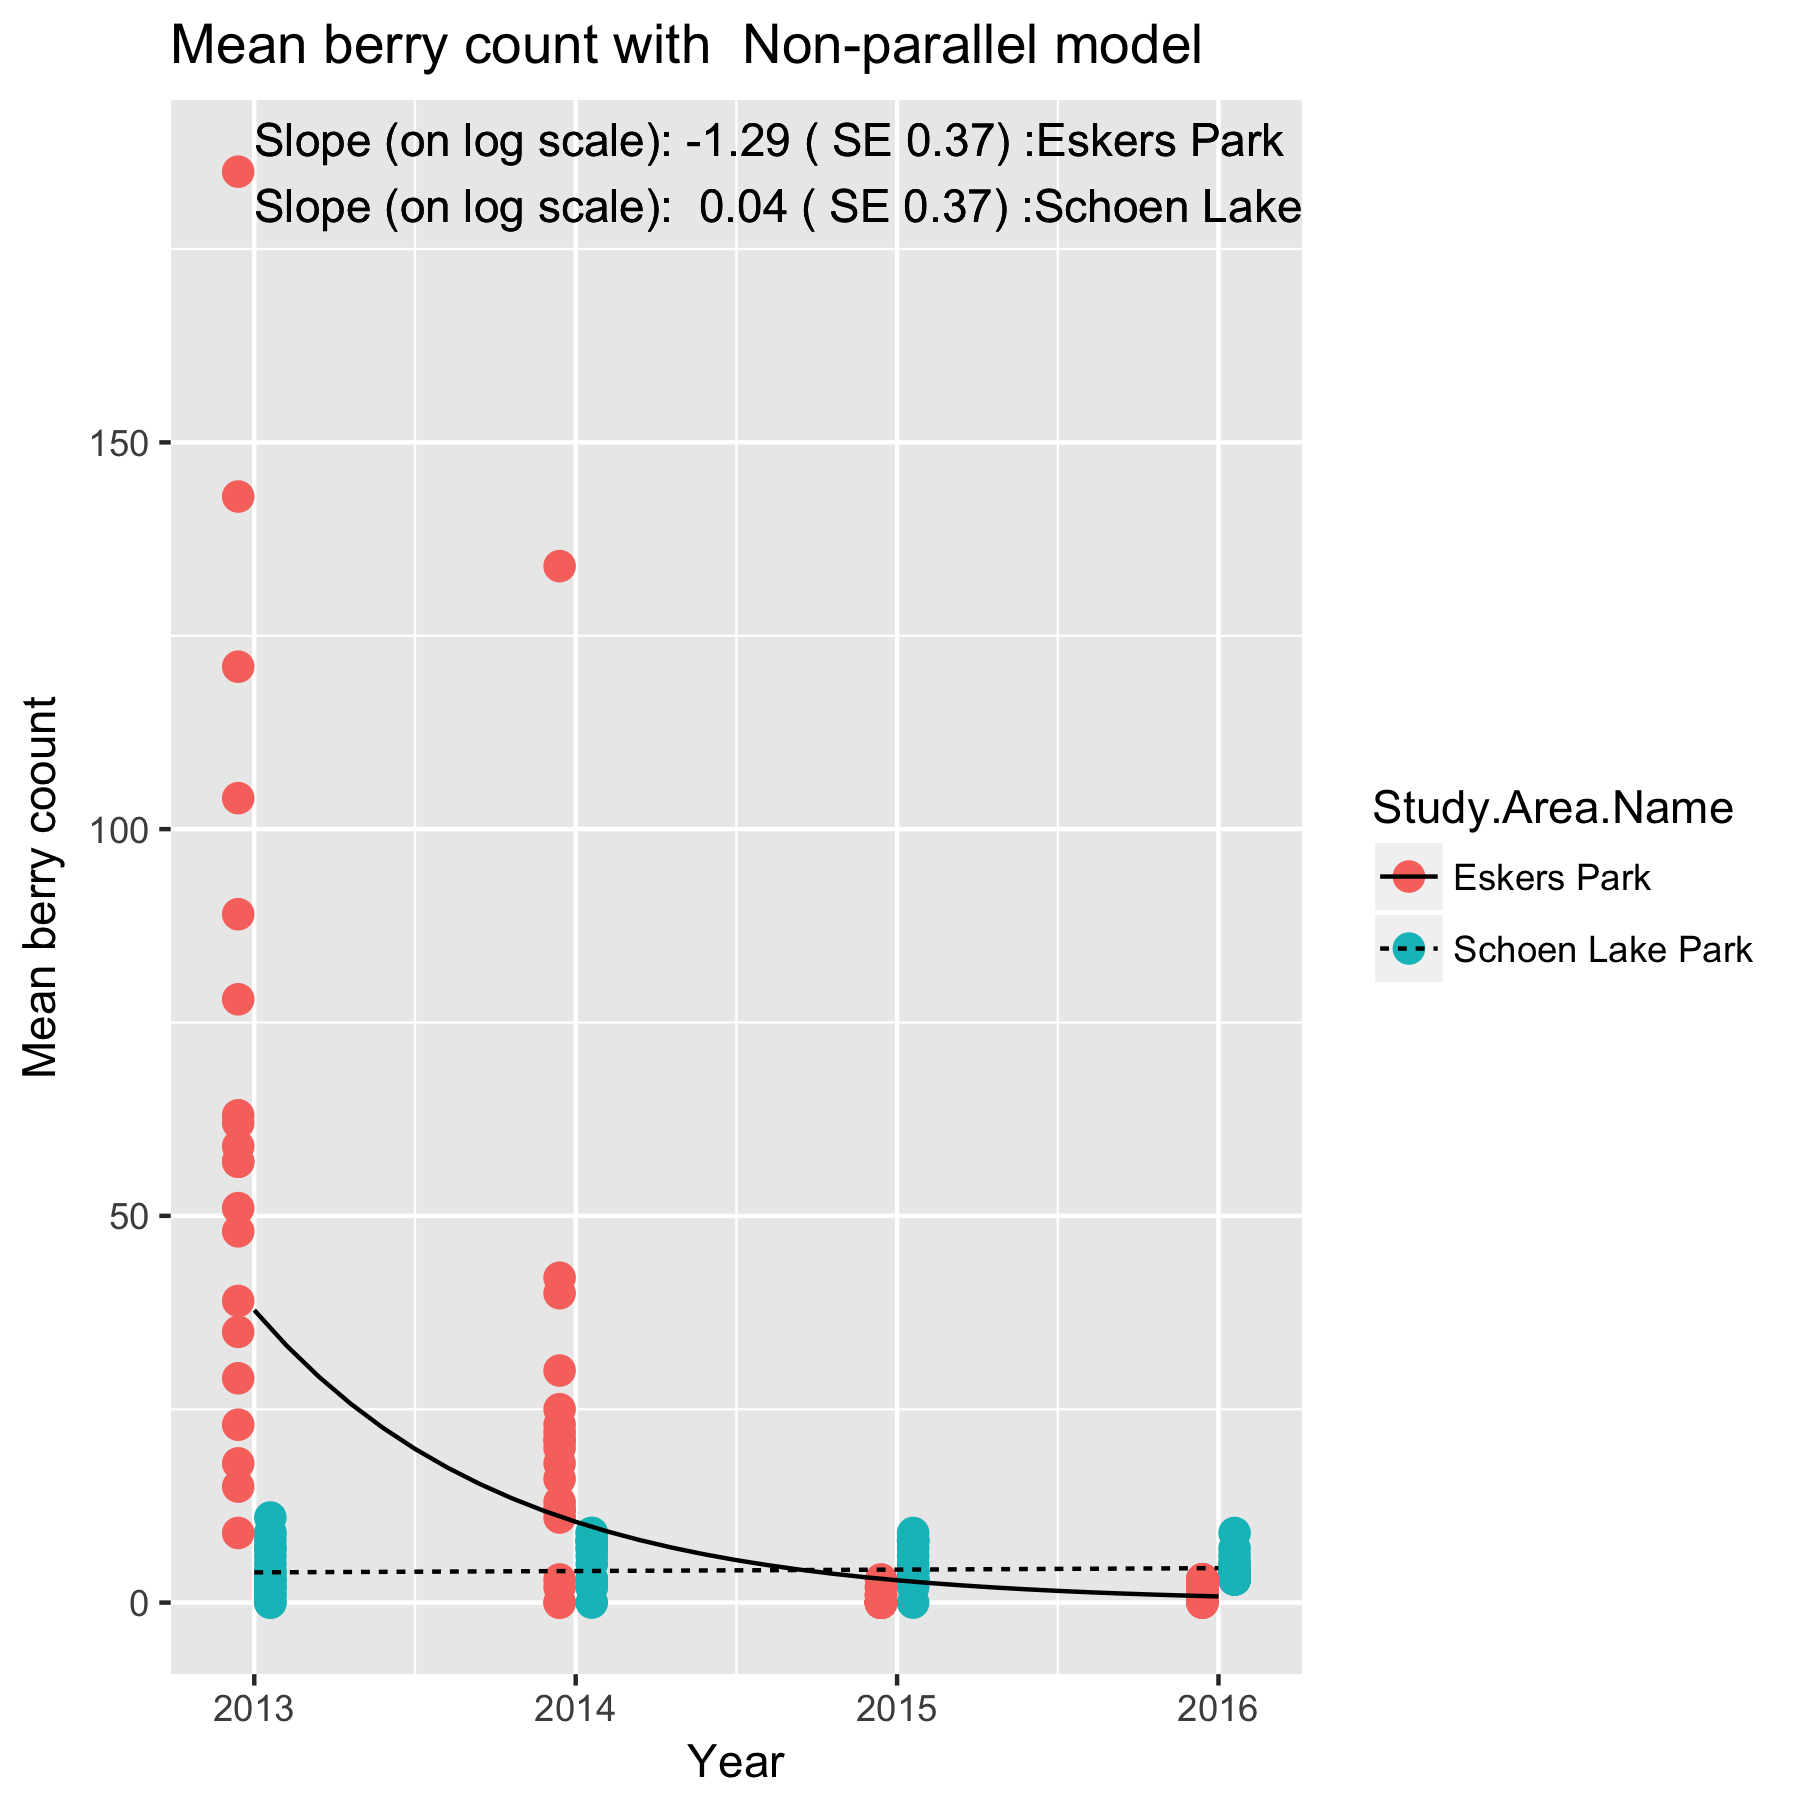 Mean berry count with  Non-parallel model
Slope (on log scale): -1.29 ( SE 0.37) :Eskers Park
Slope (on log scale):  0.04 ( SE 0.37) :Schoen Lake
Mean berry count
150
100
50
0
2013 2014 2015 2016
Year
Study.Area.Name
Eskers Park
Schoen Lake Park